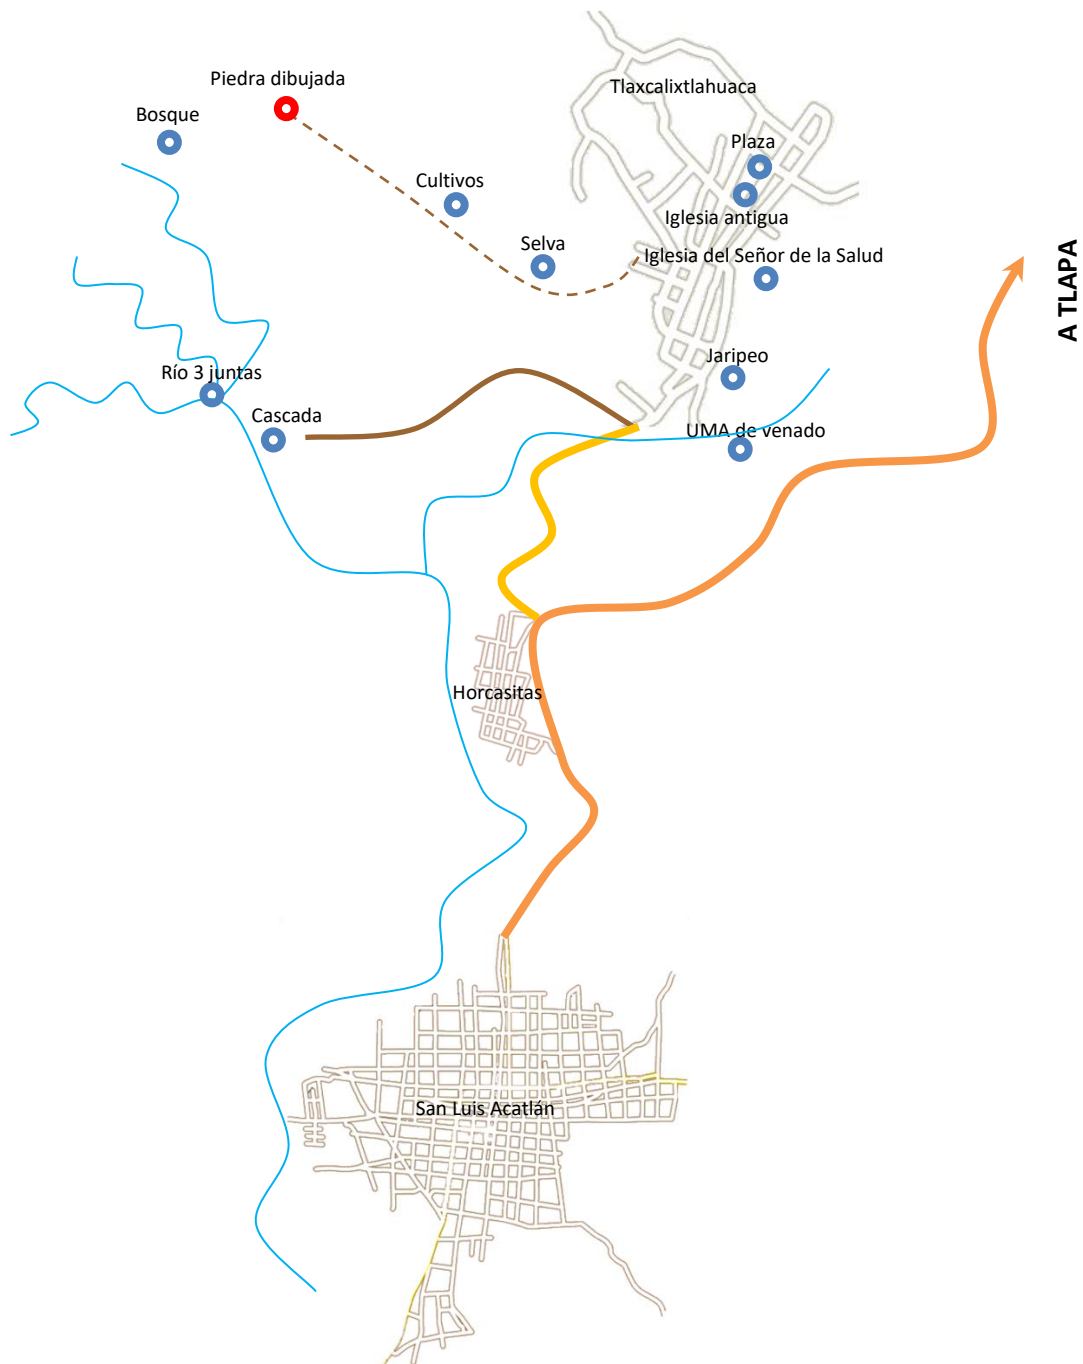 Piedra dibujada
Tlaxcalixtlahuaca
Bosque
Plaza
Cultivos
Iglesia antigua
Selva
Iglesia del Señor de la Salud
A TLAPA
Jaripeo
Río 3 juntas
Cascada
UMA de venado
Horcasitas
San Luis Acatlán